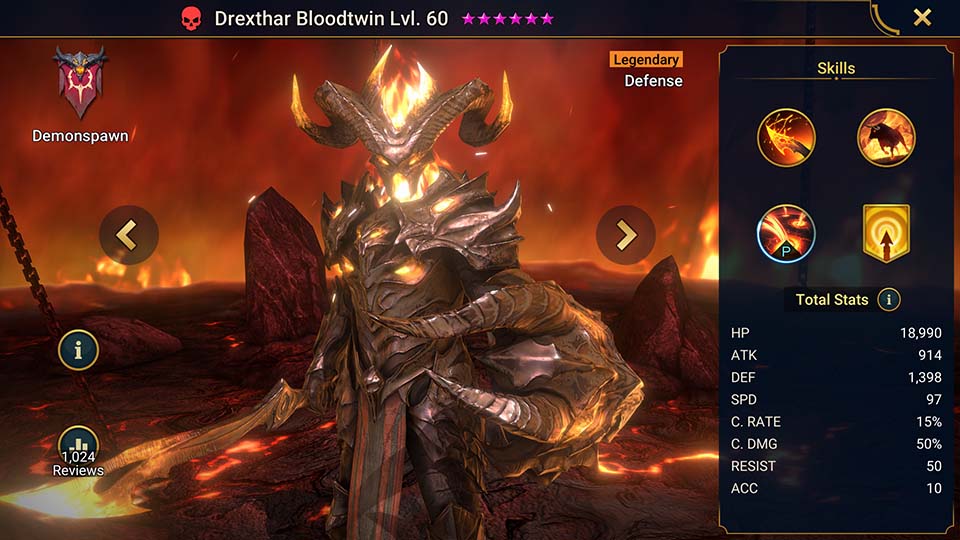 Drexthar Bloodtwin Lvl. 60
Legendary
Defense
Demonspawn
1,024
Reviews
Skills
P
Total Stats i
HP 18,990
ATK 914
DEF 1,398
SPD 97
C. RATE 15%
C. DMG 50%
RESIST 50
ACC 10